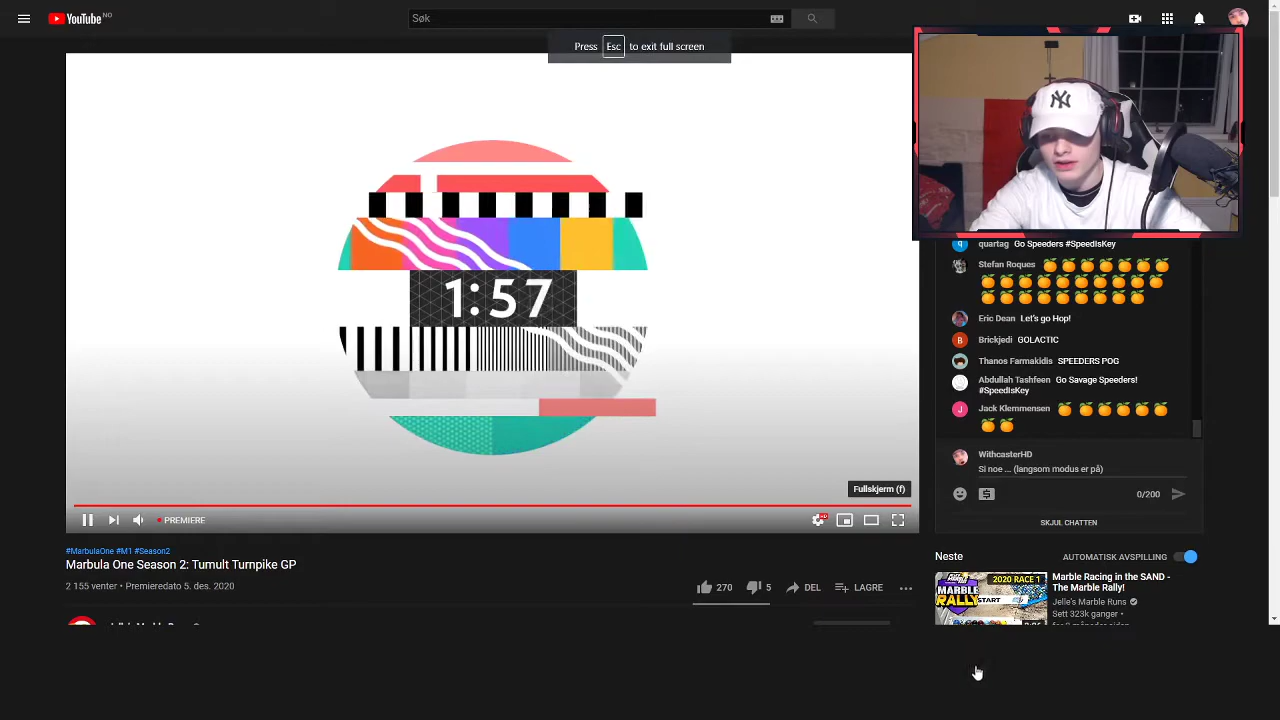 YouTube NO
Søk
Press Esc to exit full screen
NY
1:57
quartag Go Speeders #SpeedIsKey
Stefan Roques
Eric Dean Let's go Hop!
Brickjedi GOLACTIC
Thanos Farmakidis SPEEDERS POG
Abdullah Tashfeen Go Savage Speeders!
#SpeedIsKey
Jack Klemmensen
WithcasterHD
Si noe ... (langsom modus er på)
0/200
SKJUL CHATTEN
Fullskjerm (f)
PREMIERE
HD
#MarbulaOne #M1 #Season2
Marbula One Season 2: Tumult Turnpike GP
2 155 venter • Premieredato 5. des. 2020
270
5
DEL
LAGRE
Neste
AUTOMATISK AVSPILLING
2020 RACE 1
START
Marble Racing in the SAND -
The Marble Rally!
Jelle's Marble Runs
Sett 323k ganger •